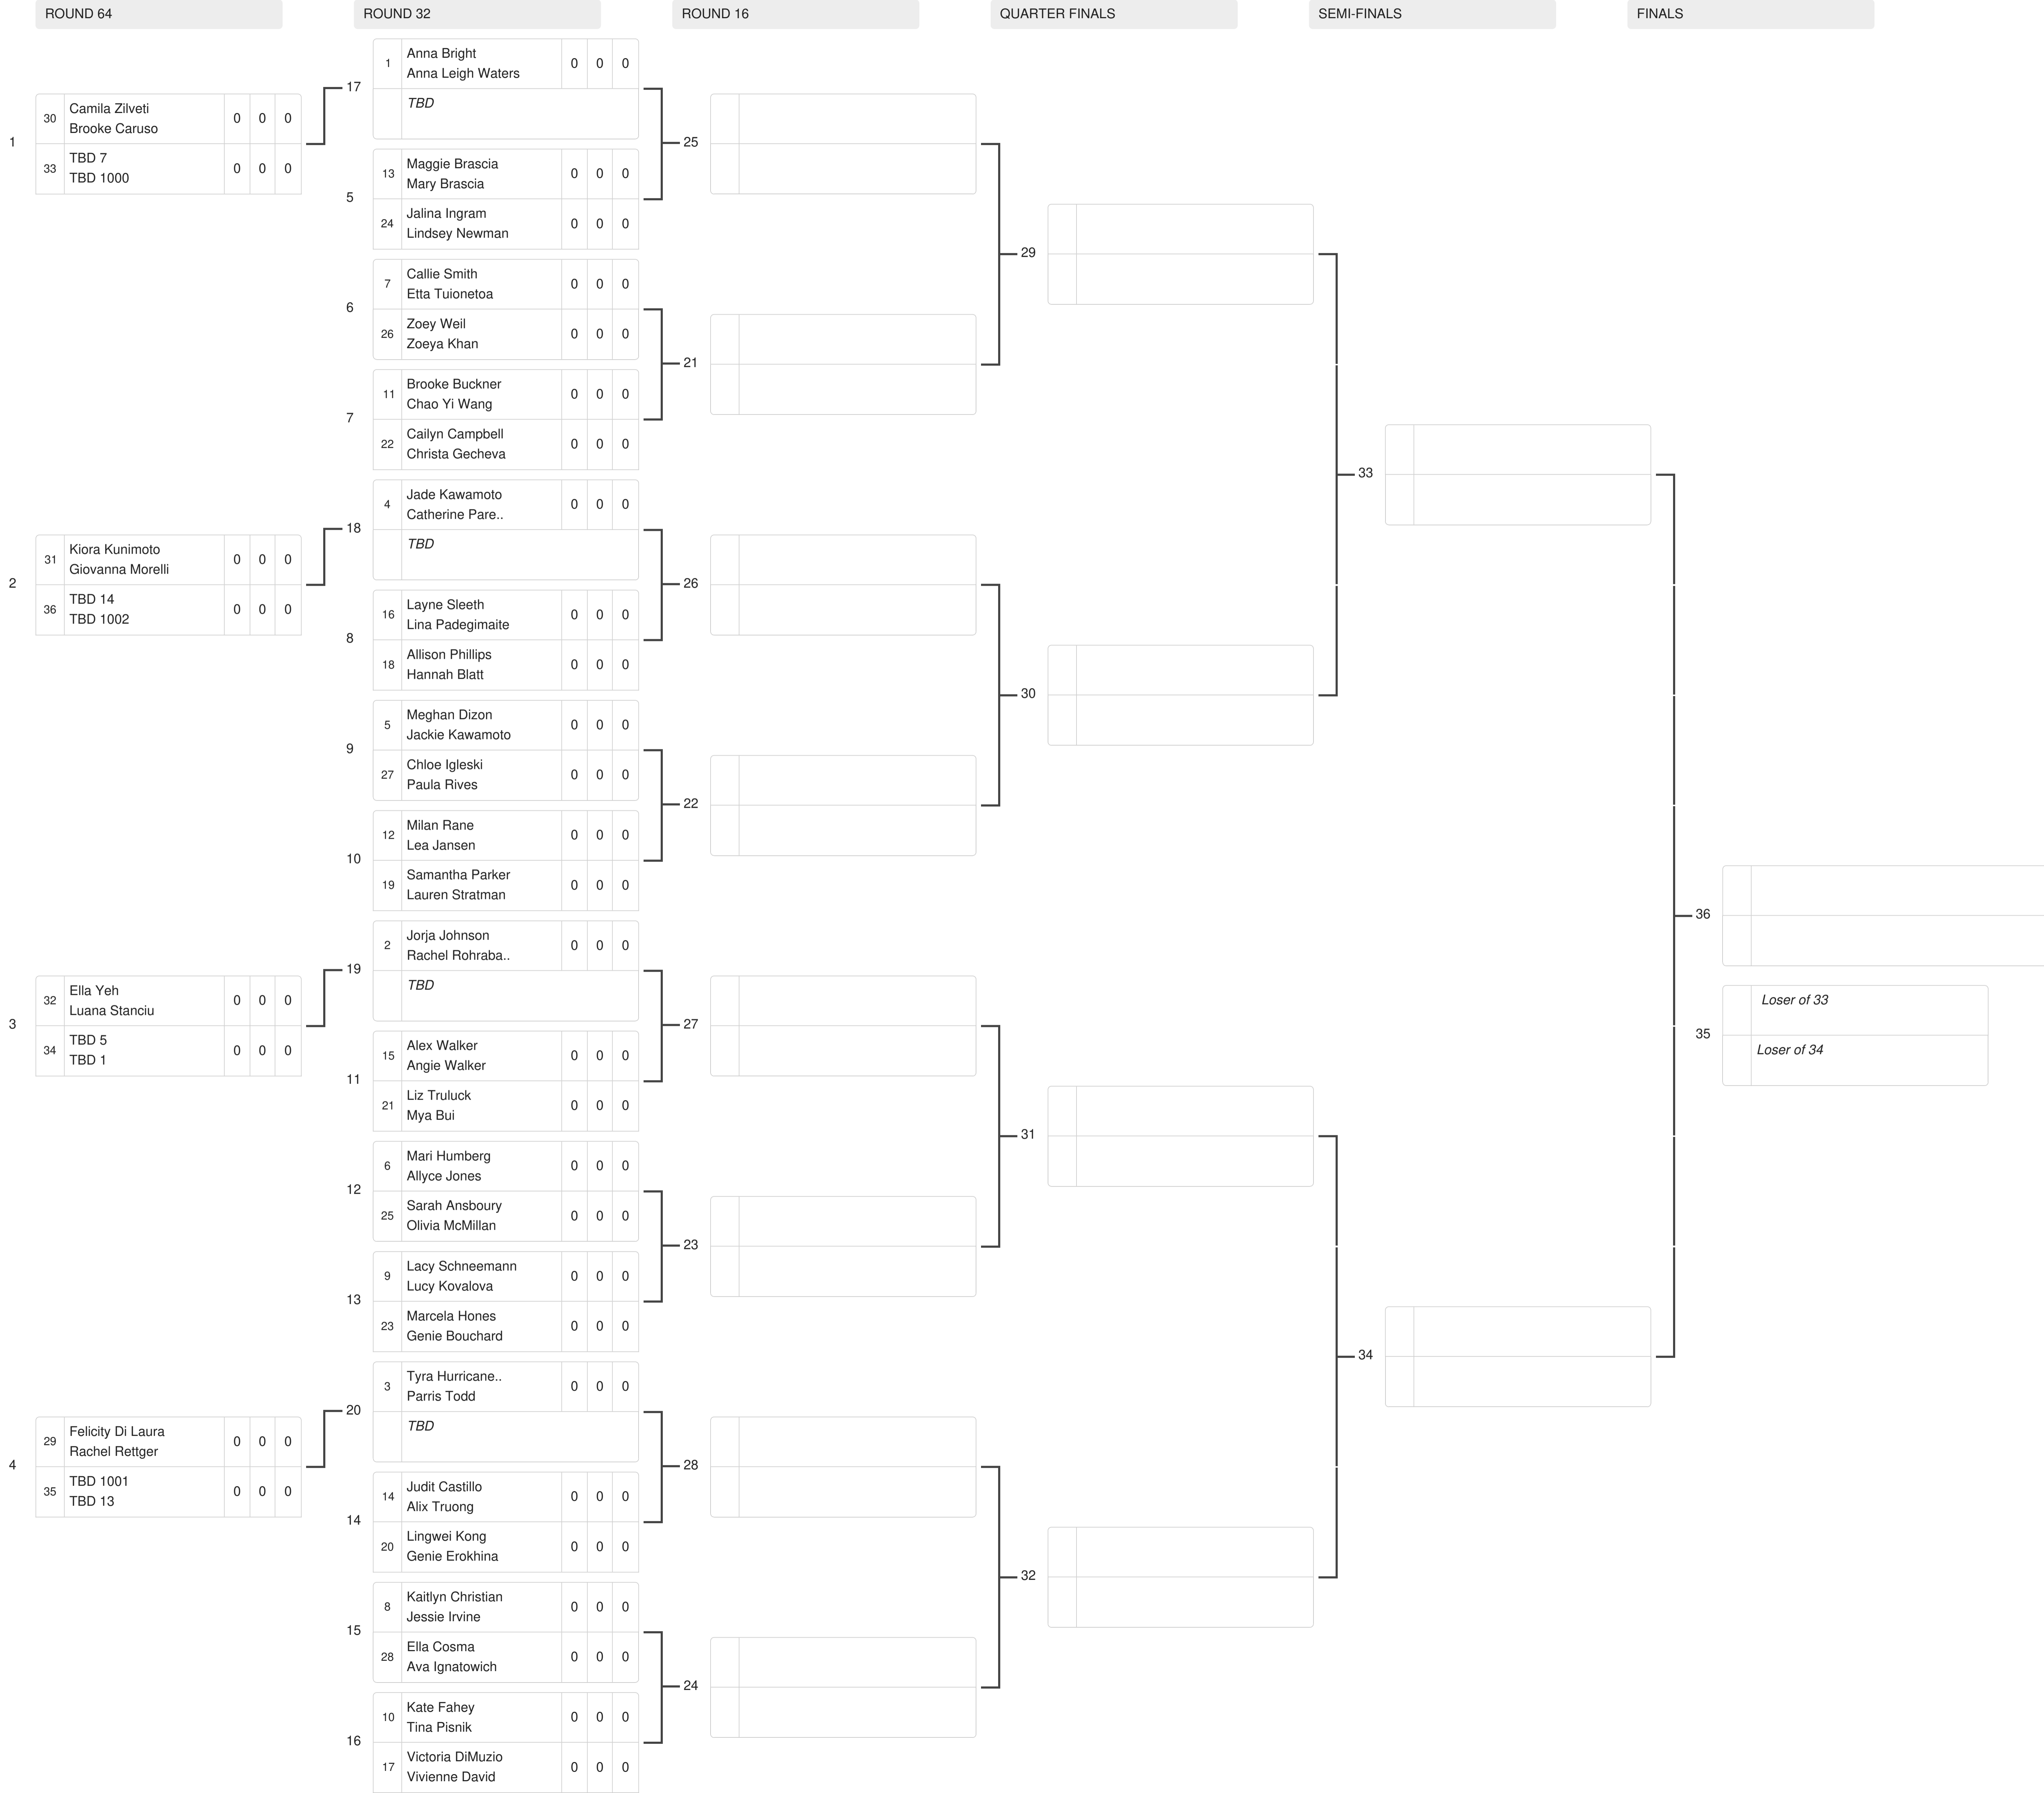 ROUND 64
ROUND 32
ROUND 16
QUARTER FINALS
SEMI-FINALS
FINALS
1
30
Camila Zilveti
Brooke Caruso
0 0 0
33
TBD 7
TBD 1000
0 0 0
2
31
Kiora Kunimoto
Giovanna Morelli
0 0 0
36
TBD 14
TBD 1002
0 0 0
3
32
Ella Yeh
Luana Stanciu
0 0 0
34
TBD 5
TBD 1
0 0 0
4
29
Felicity Di Laura
Rachel Rettger
0 0 0
35
TBD 1001
TBD 13
0 0 0
17
1
Anna Bright
Anna Leigh Waters
0 0 0
TBD
5
13
Maggie Brascia
Mary Brascia
0 0 0
24
Jalina Ingram
Lindsey Newman
0 0 0
6
7
Callie Smith
Etta Tuionetoa
0 0 0
26
Zoey Weil
Zoeya Khan
0 0 0
7
11
Brooke Buckner
Chao Yi Wang
0 0 0
22
Cailyn Campbell
Christa Gecheva
0 0 0
18
4
Jade Kawamoto
Catherine Pare..
0 0 0
TBD
8
16
Layne Sleeth
Lina Padegimaite
0 0 0
18
Allison Phillips
Hannah Blatt
0 0 0
9
5
Meghan Dizon
Jackie Kawamoto
0 0 0
27
Chloe Igleski
Paula Rives
0 0 0
10
12
Milan Rane
Lea Jansen
0 0 0
19
Samantha Parker
Lauren Stratman
0 0 0
19
2
Jorja Johnson
Rachel Rohraba..
0 0 0
TBD
11
15
Alex Walker
Angie Walker
0 0 0
21
Liz Truluck
Mya Bui
0 0 0
12
6
Mari Humberg
Allyce Jones
0 0 0
25
Sarah Ansboury
Olivia McMillan
0 0 0
13
9
Lacy Schneemann
Lucy Kovalova
0 0 0
23
Marcela Hones
Genie Bouchard
0 0 0
20
3
Tyra Hurricane..
Parris Todd
0 0 0
TBD
14
14
Judit Castillo
Alix Truong
0 0 0
20
Lingwei Kong
Genie Erokhina
0 0 0
15
8
Kaitlyn Christian
Jessie Irvine
0 0 0
28
Ella Cosma
Ava Ignatowich
0 0 0
16
10
Kate Fahey
Tina Pisnik
0 0 0
17
Victoria DiMuzio
Vivienne David
0 0 0
25
21
26
22
27
23
28
24
29
30
31
32
33
34
36
35
Loser of 33
Loser of 34